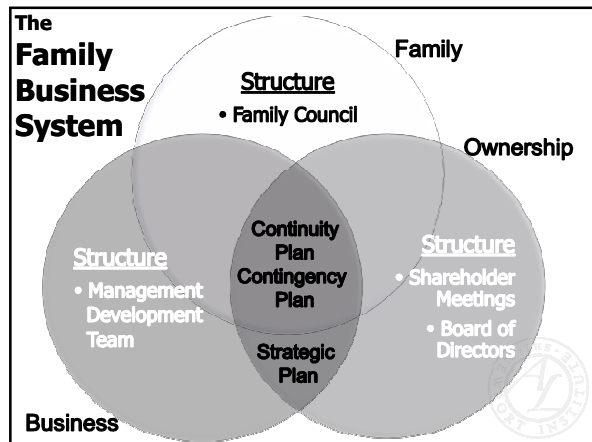 The
Family
Business
System
Family
Structure
• Family Council
Ownership
Continuity
Plan
Contingency
Plan
Structure
• Management
Development
Team
Structure
• Shareholder
Meetings
• Board of
Directors
Strategic
Plan
Business